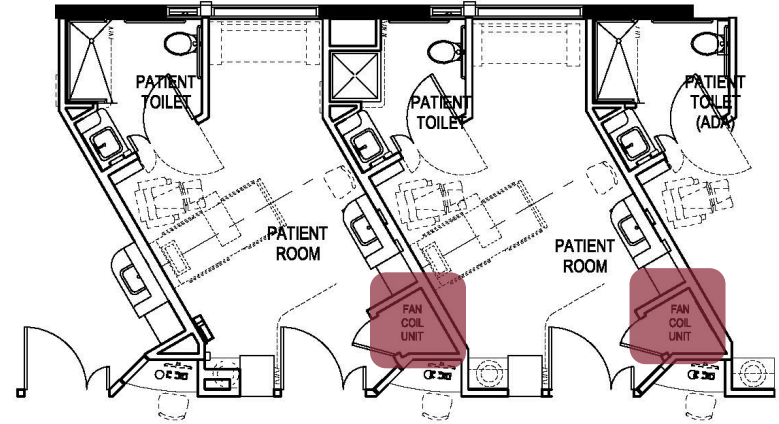 PATIENT
TOILET
PATIENT
TOILET
PATIENT
TOILET
(ADA)
PATIENT
ROOM
PATIENT
ROOM
FAN
COIL
UNIT
FAN
COIL
UNIT